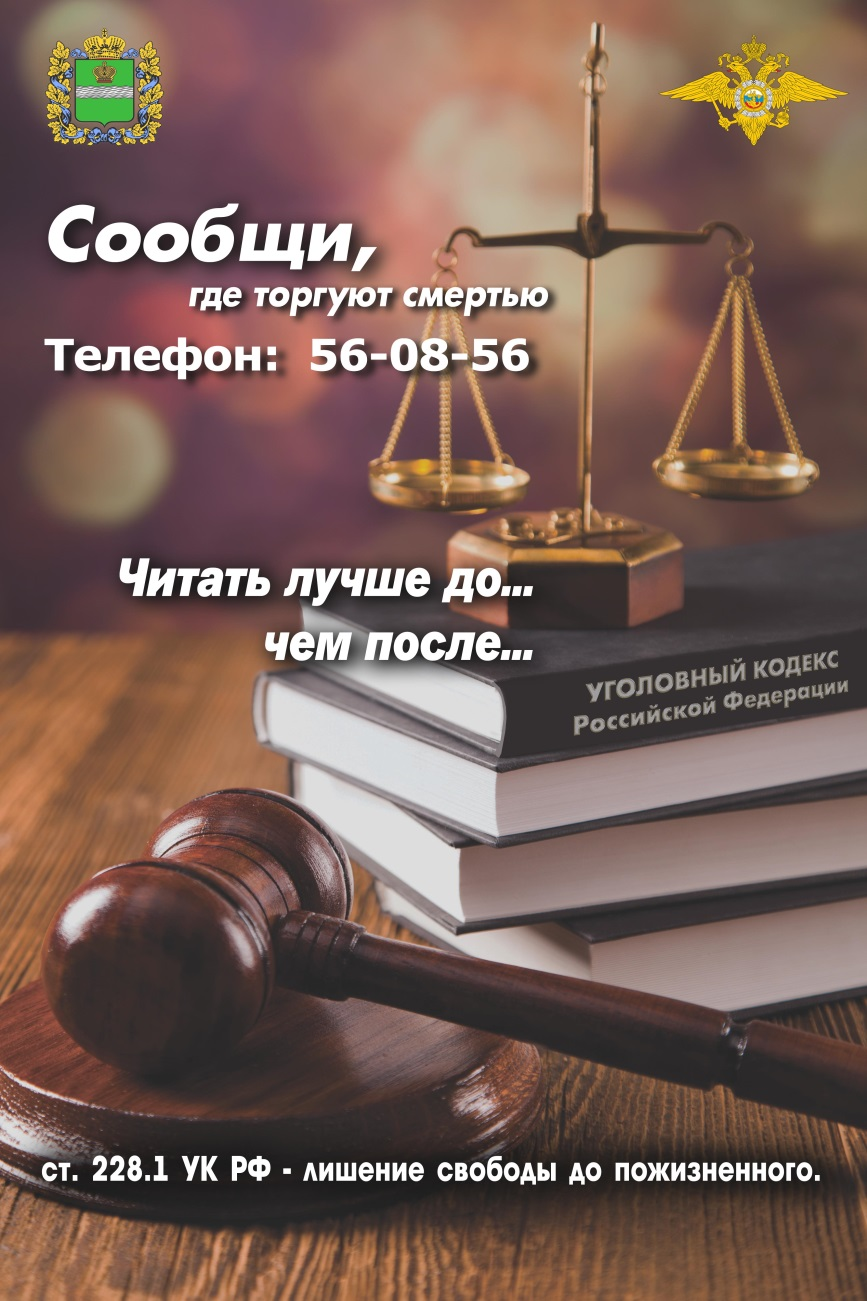 Сообщи,
где торгуют смертью
Телефон: 56-08-56
Читать лучше до...
чем после...
УГОЛОВНЫЙ КОДЕКС
Российской Федерации
ст. 228.1 УК РФ - лишение свободы до пожизненного.